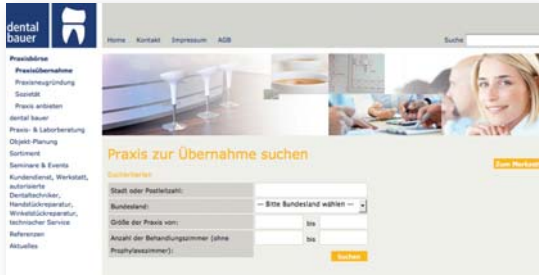 dental
bauer
Home Kontakt Impressum AGB
Suche
Praxisbörse
Praxisübernahme
Praxisneugründung
Sozietät
Praxis anbieten
dental bauer
Praxis- & Laborberatung
Objekt-Planung
Sortiment
Seminare & Events
Kundendienst, Werkstatt,
autorisierte
Dentaltechniker,
Handstückreparatur,
Winkelstückreparatur,
technischer Service
Referenzen
Aktuelles
Praxis zur Übernahme suchen
Zum Merkzet
Suchkriterien
Stadt oder Postleitzahl:
Bundesland:
— Bitte Bundesland wählen —
Größe der Praxis von:
bis
Anzahl der Behandlungszimmer (ohne
Prophylaxezimmer):
bis
Suchen